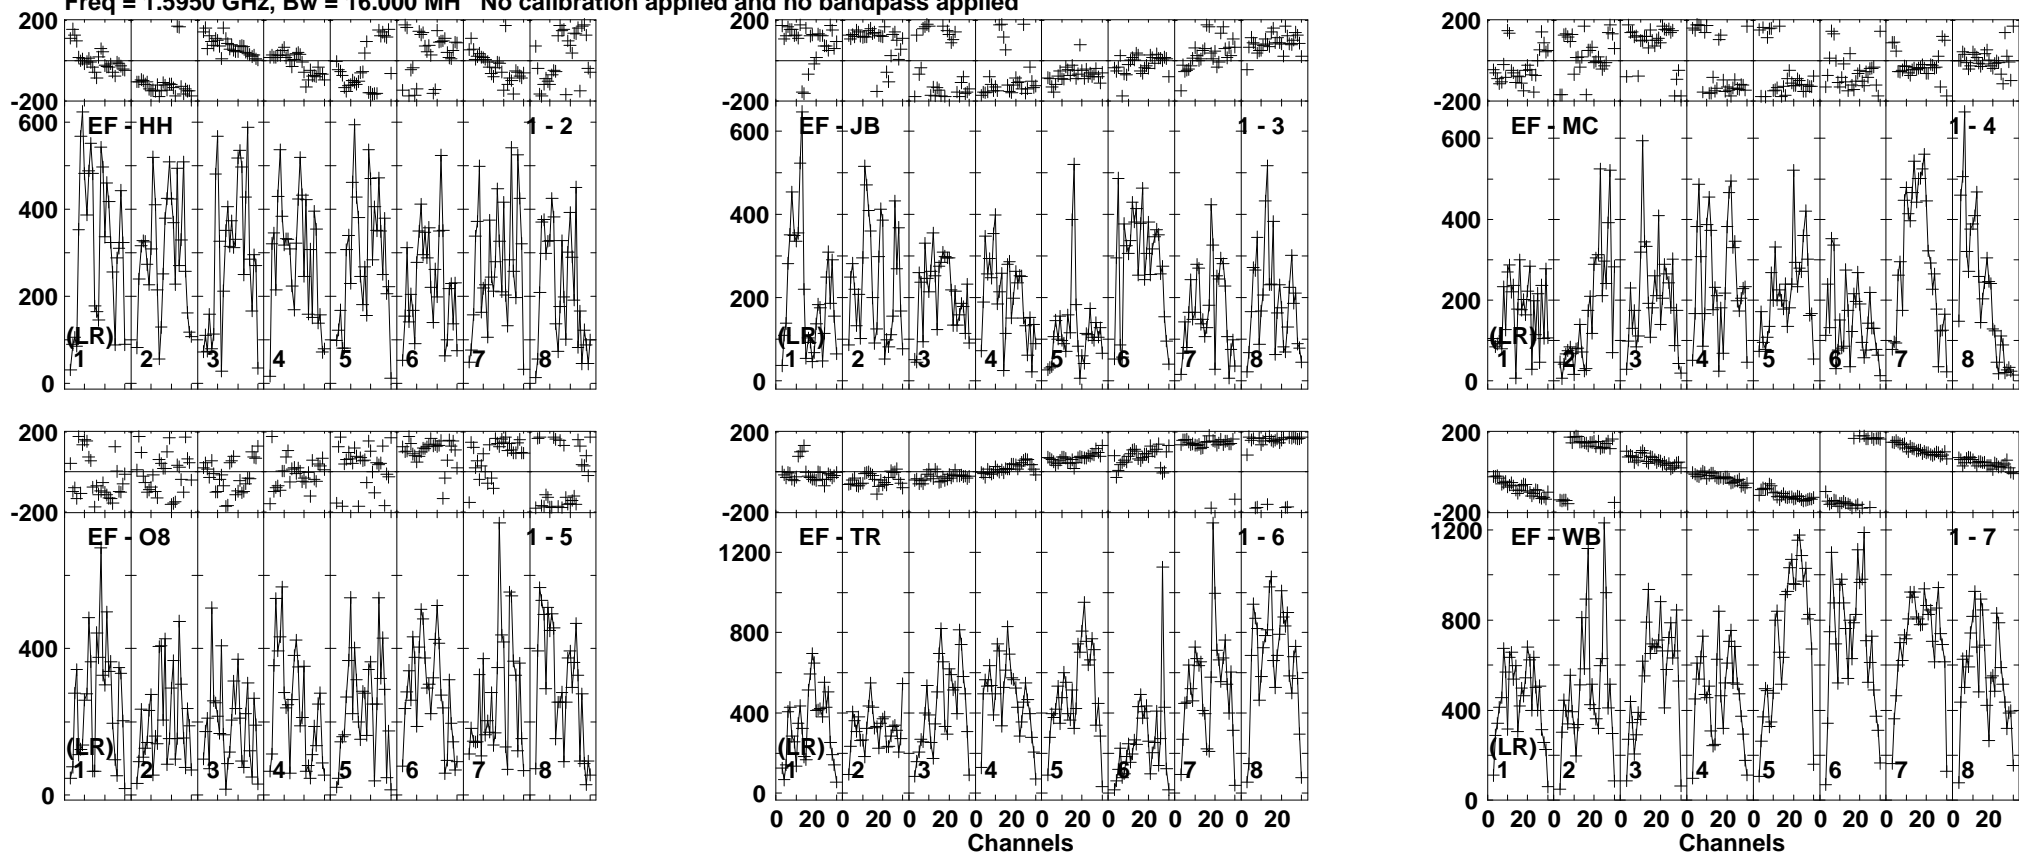 Freq = 1.5950 GHz, Bw = 16.000 MH No calibration applied and no bandpass applied
200
-200
600
400
200
0
EF - HH 1 - 2
(LR)
1 2 3 4 5 6 7 8
EF - JB 1 - 3
200
-200
600
400
200
0
(LR)
1 2 3 4 5 6 7 8
EF - MC 1 - 4
200
-200
600
400
200
0
(LR)
1 2 3 4 5 6 7 8
200
-200
400
0
EF - O8 1 - 5
(LR)
1 2 3 4 5 6 7 8
200
-200
1200
800
400
0
EF - TR 1 - 6
(LR)
1 2 3 4 5 6 7 8
0 20 0 20 0 20 0 20 0 20 0 20 0 20 0 20
Channels
200
-200
1200
800
400
0
EF - WB 1 - 7
(LR)
1 2 3 4 5 6 7 8
0 20 0 20 0 20 0 20 0 20 0 20 0 20 0 20
Channels